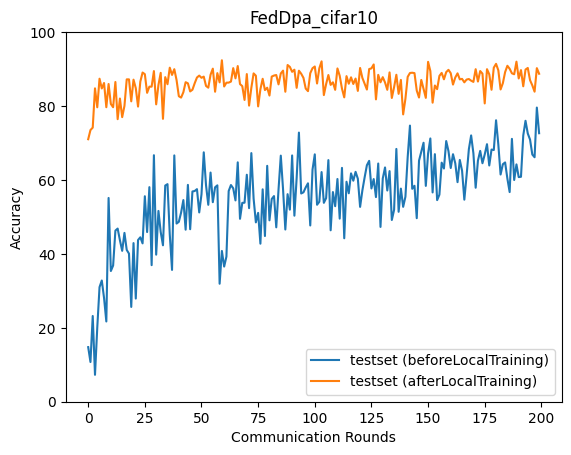 FedDpa_cifar10
100
80
60
40
20
0
Accuracy
0 25 50 75 100 125 150 175 200
Communication Rounds
testset (beforeLocalTraining)
testset (afterLocalTraining)